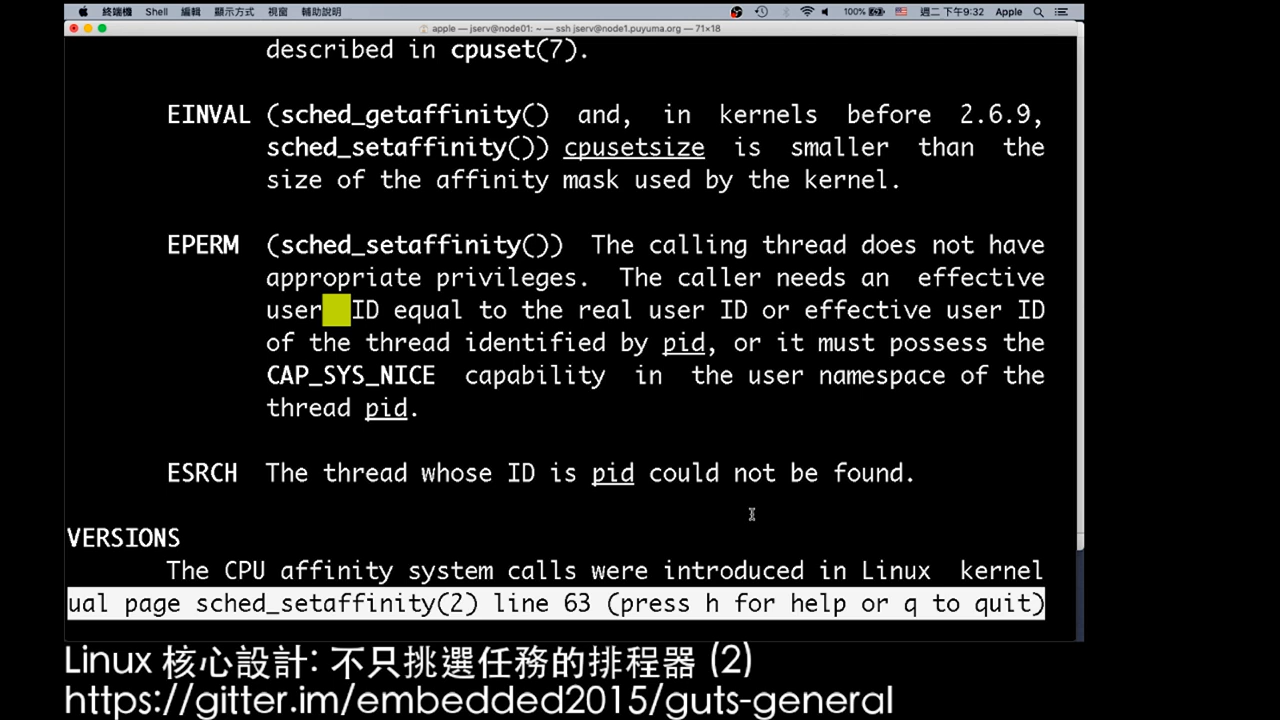 終端機 Shell 編輯 顯示方式 視窗 輔助說明 100% 週二 下午9:32 Apple
apple — jserv@node01: ~ — ssh jserv@node1.puyuma.org — 71×18
described in cpuset(7).
EINVAL (sched_getaffinity() and, in kernels before 2.6.9,
sched_setaffinity()) cpusetsize is smaller than the
size of the affinity mask used by the kernel.
EPERM (sched_setaffinity()) The calling thread does not have
appropriate privileges. The caller needs an effective
user ID equal to the real user ID or effective user ID
of the thread identified by pid, or it must possess the
CAP_SYS_NICE capability in the user namespace of the
thread pid.
ESRCH The thread whose ID is pid could not be found.
VERSIONS
The CPU affinity system calls were introduced in Linux kernel
ual page sched_setaffinity(2) line 63 (press h for help or q to quit)
Linux 核心設計: 不只挑選任務的排程器 (2)
https://gitter.im/embedded2015/guts-general